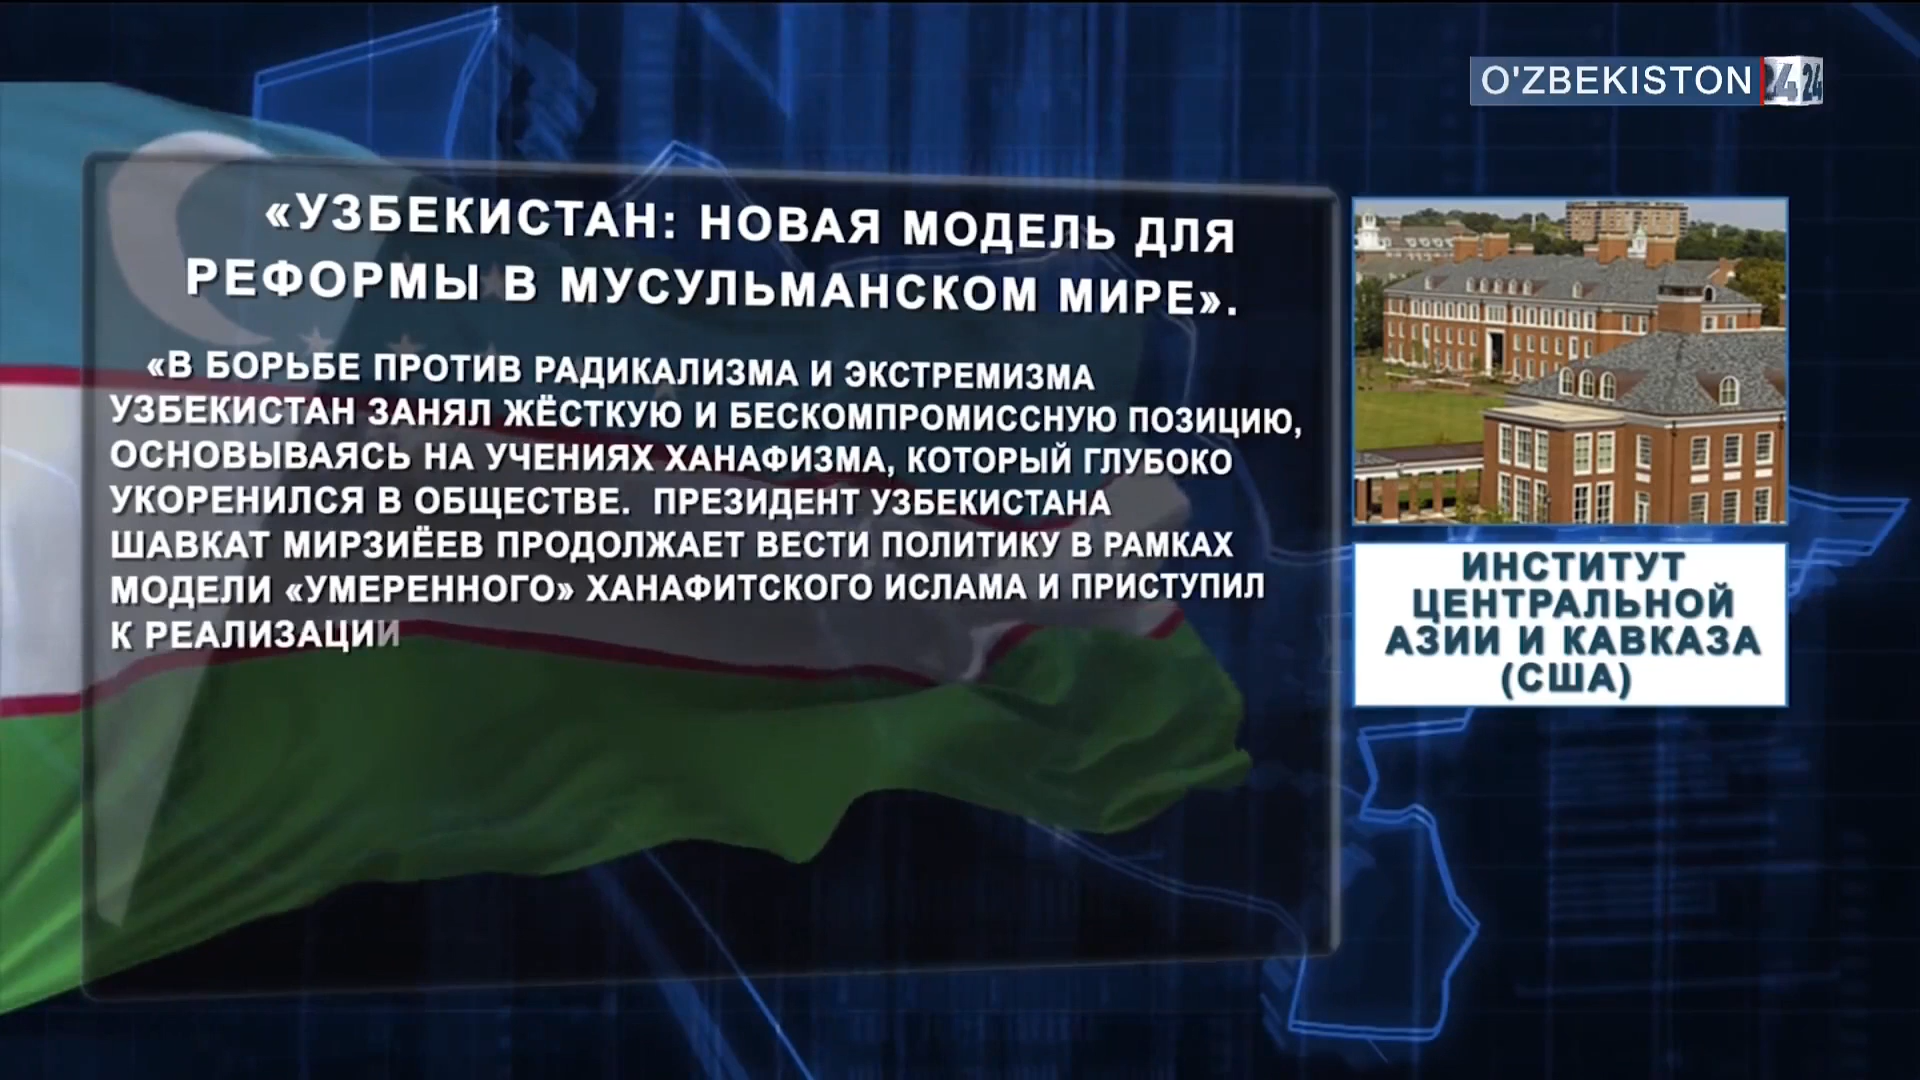 O'ZBEKISTON 24 24
«УЗБЕКИСТАН: НОВАЯ МОДЕЛЬ ДЛЯ
РЕФОРМЫ В МУСУЛЬМАНСКОМ МИРЕ».
«В БОРЬБЕ ПРОТИВ РАДИКАЛИЗМА И ЭКСТРЕМИЗМА
УЗБЕКИСТАН ЗАНЯЛ ЖЁСТКУЮ И БЕСКОМПРОМИССНУЮ ПОЗИЦИЮ,
ОСНОВЫВАЯСЬ НА УЧЕНИЯХ ХАНАФИЗМА, КОТОРЫЙ ГЛУБОКО
УКОРЕНИЛСЯ В ОБЩЕСТВЕ. ПРЕЗИДЕНТ УЗБЕКИСТАНА
ШАВКАТ МИРЗИЁЕВ ПРОДОЛЖАЕТ ВЕСТИ ПОЛИТИКУ В РАМКАХ
МОДЕЛИ «УМЕРЕННОГО» ХАНАФИТСКОГО ИСЛАМА И ПРИСТУПИЛ
К РЕАЛИЗАЦИИ
ИНСТИТУТ
ЦЕНТРАЛЬНОЙ
АЗИИ И КАВКАЗА
(США)